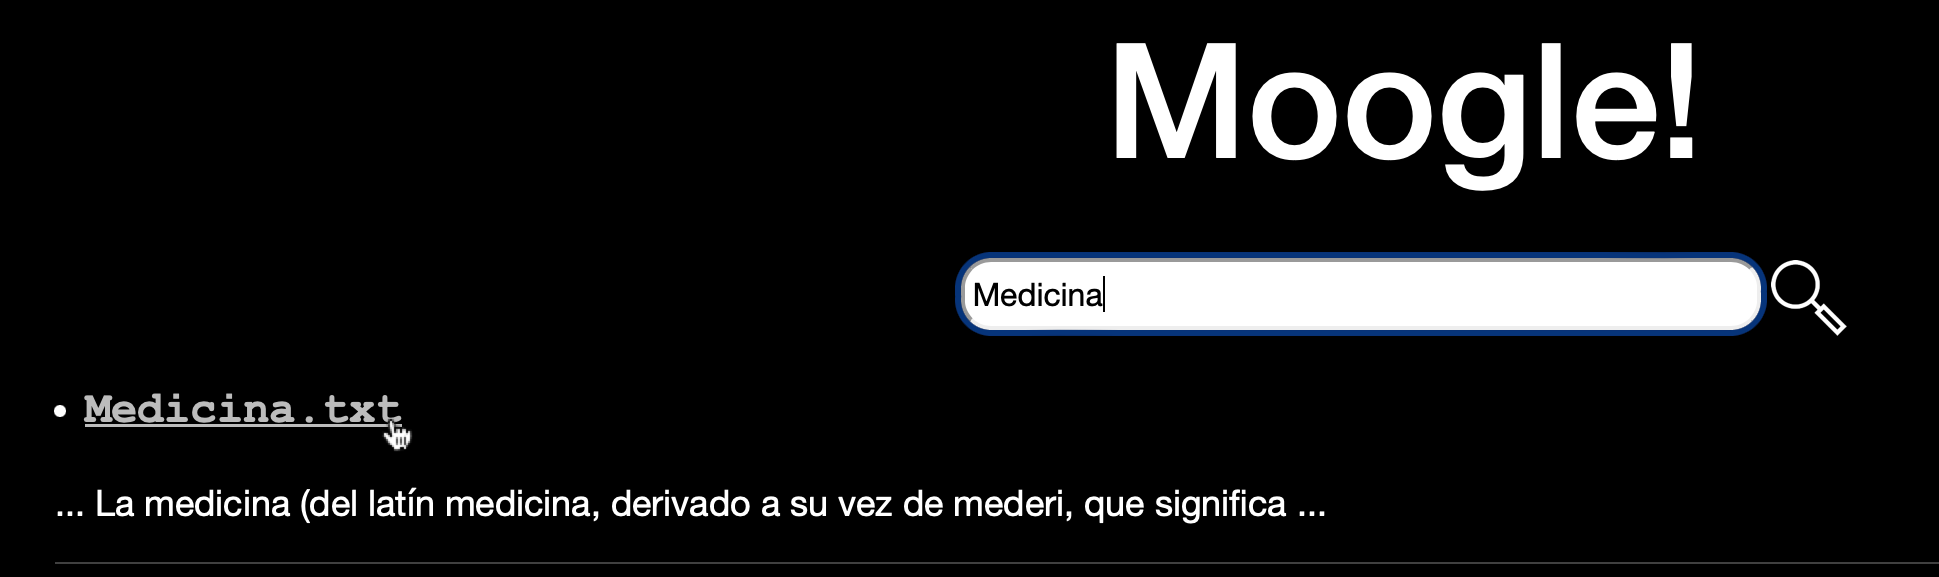 Moogle!
Medicina
Medicina.txt
... La medicina (del latín medicina, derivado a su vez de mederi, que significa ...